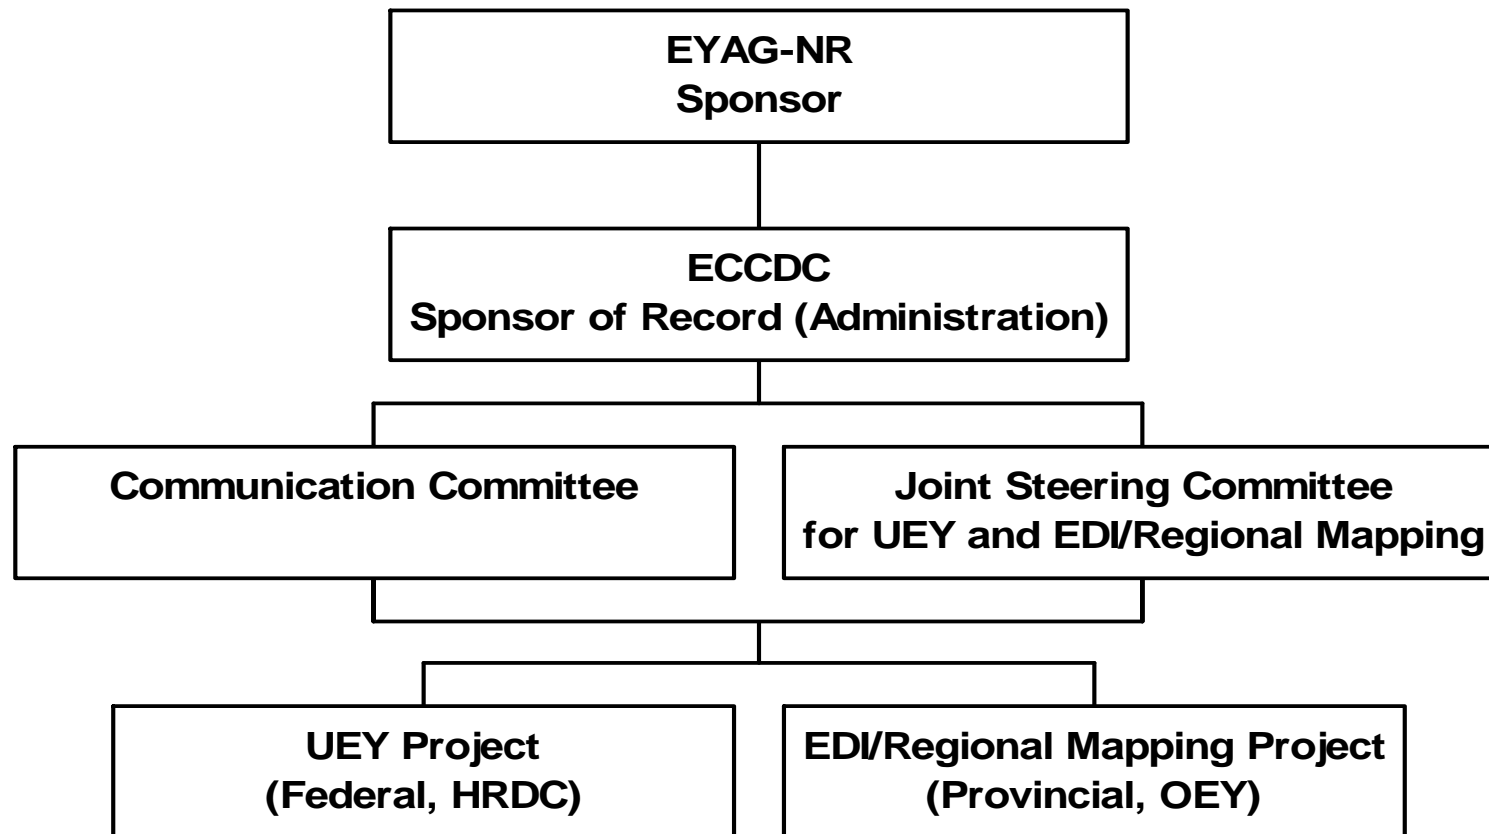 EYAG-NR
Sponsor
ECCDC
Sponsor of Record (Administration)
Communication Committee
Joint Steering Committee
for UEY and EDI/Regional Mapping
UEY Project
(Federal, HRDC)
EDI/Regional Mapping Project
(Provincial, OEY)